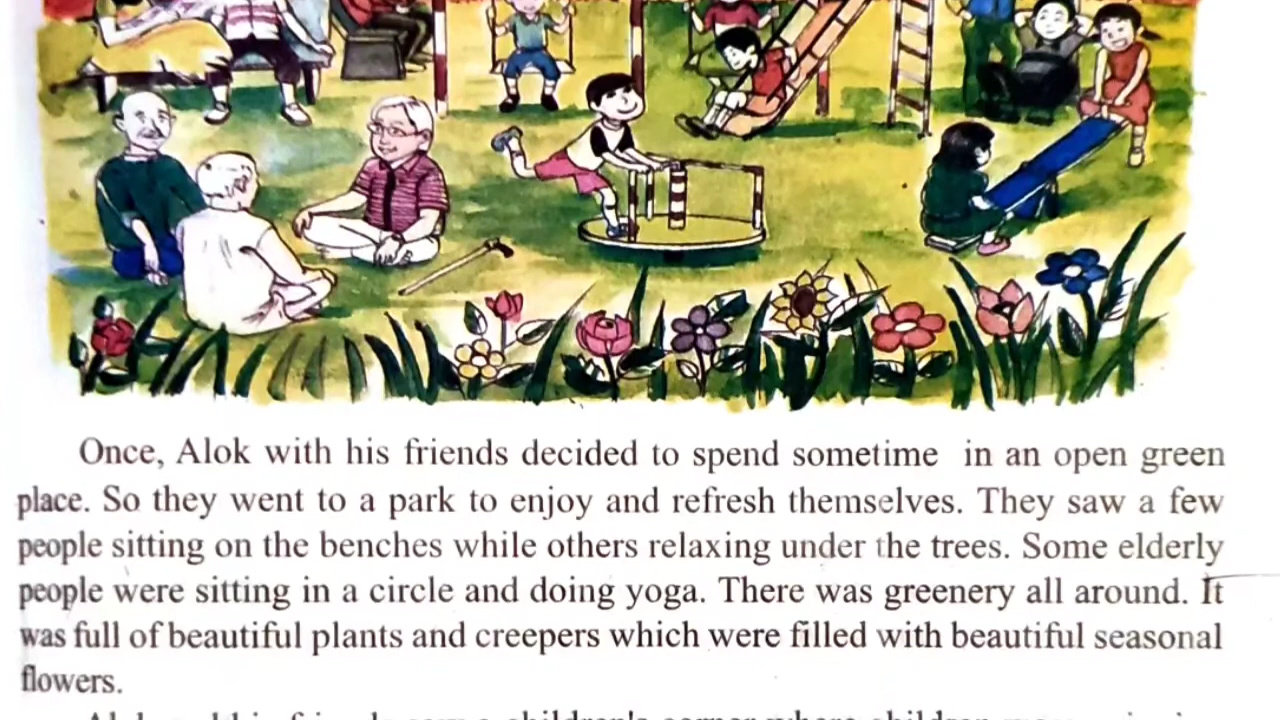 Once, Alok with his friends decided to spend sometime in an open green
place. So they went to a park to enjoy and refresh themselves. They saw a few
people sitting on the benches while others relaxing under the trees. Some elderly
people were sitting in a circle and doing yoga. There was greenery all around. It
was full of beautiful plants and creepers which were filled with beautiful seasonal
flowers.